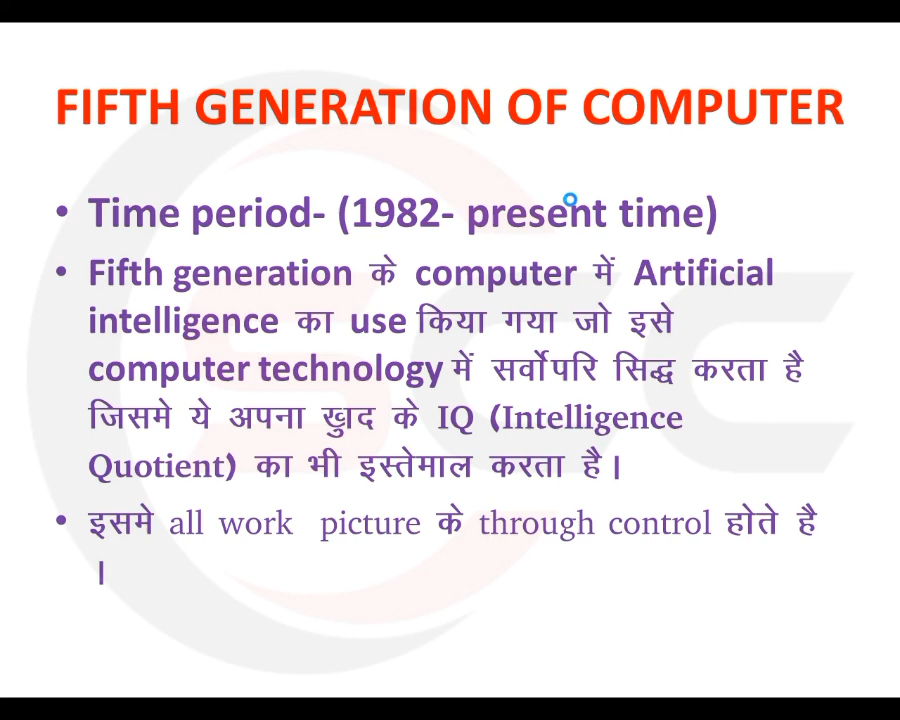 FIFTH GENERATION OF COMPUTER
• Time period- (1982- present time)
• Fifth generation के computer में Artificial
intelligence का use किया गया जो इसे
computer technology में सर्वोपरि सिद्ध करता है
जिसमे ये अपना खुाद के IQ (Intelligence
Quotient) का भी इस्तेमाल करता है।
• इसमे all work picture के through control होते है
।
SCC